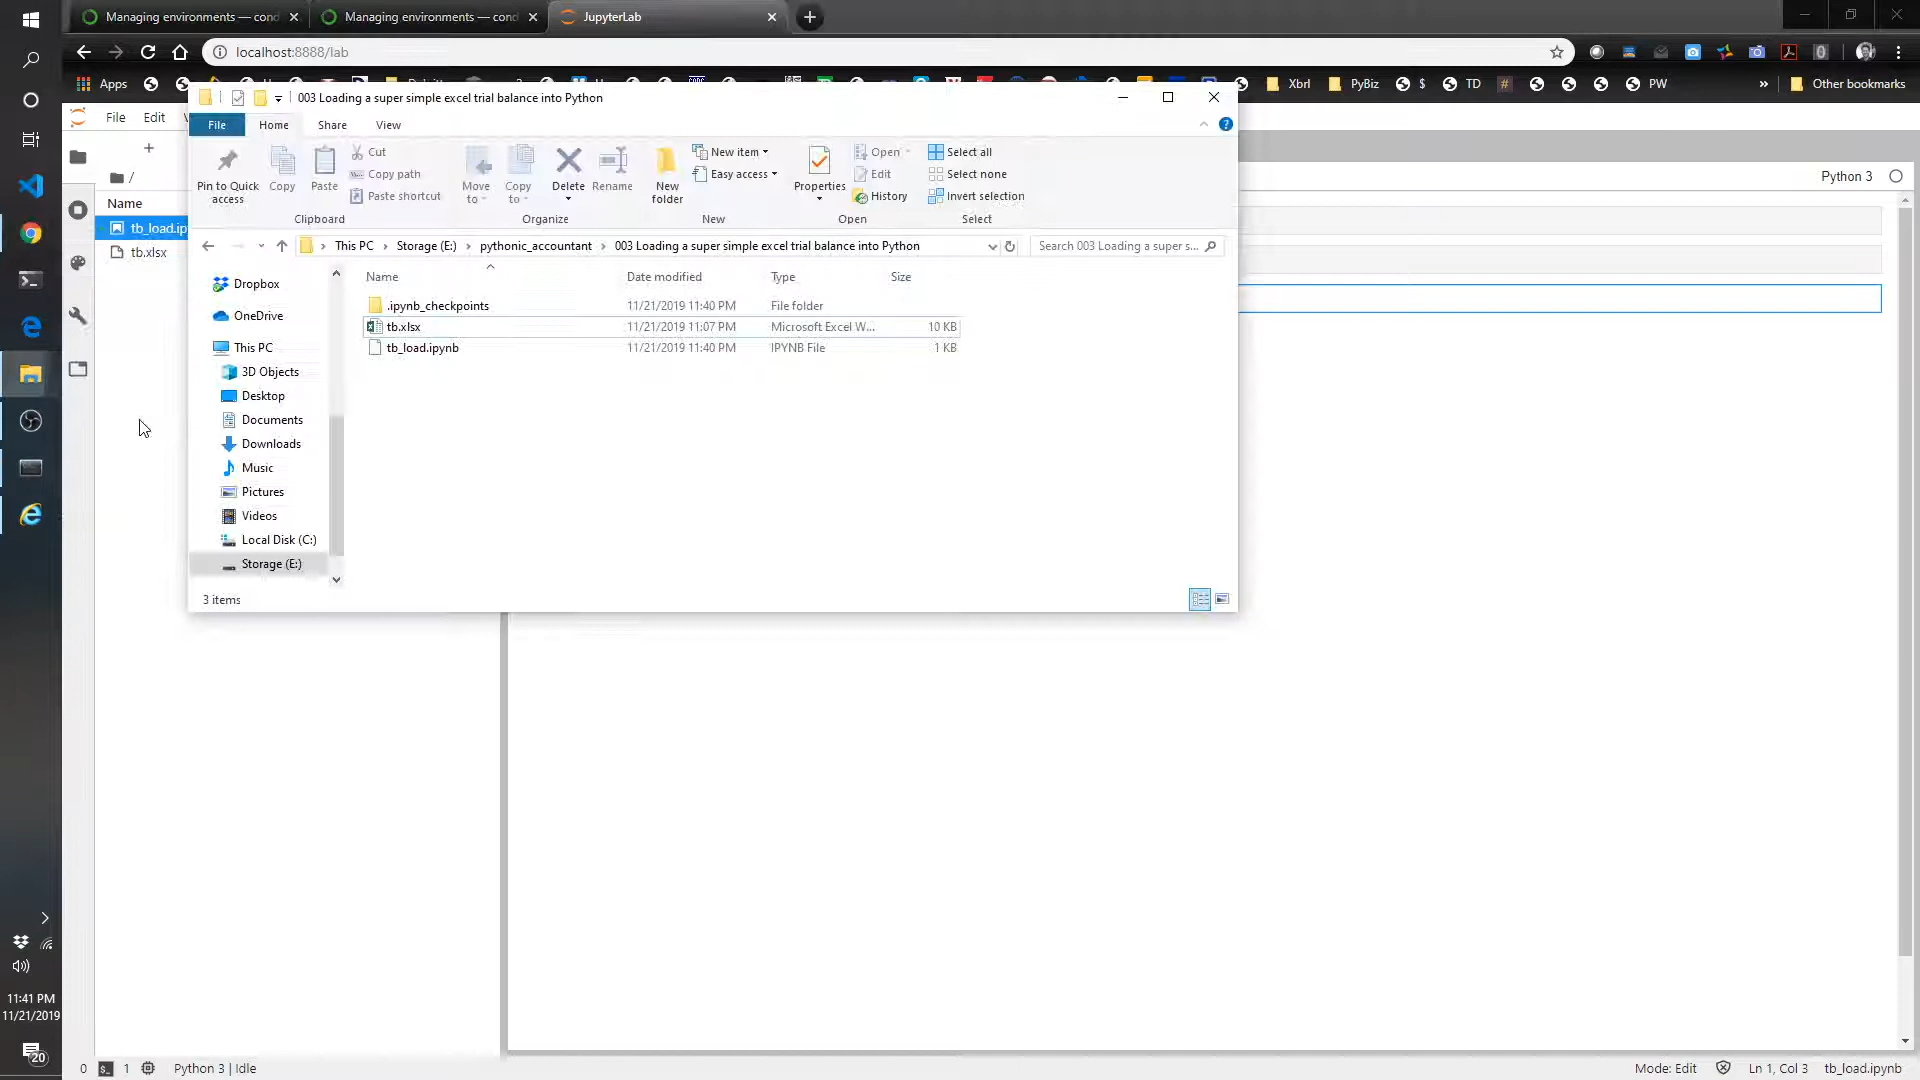 Managing environments — cond
Managing environments — cond
JupyterLab
localhost:8888/lab
Apps
$
Xbrl
PyBiz
$
TD
#
PW
»
Other bookmarks
File
Edit
/
Name
tb_load.ip
tb.xlsx
Python 3
003 Loading a super simple excel trial balance into Python
File
Home
Share
View
Pin to Quick access
Copy
Paste
Cut
Copy path
Paste shortcut
Clipboard
Move to
Copy to
Delete
Rename
Organize
New folder
New item
Easy access
New
Properties
Open
Edit
History
Open
Select all
Select none
Invert selection
Select
This PC
Storage (E:)
pythonic_accountant
003 Loading a super simple excel trial balance into Python
Search 003 Loading a super s...
Name
Date modified
Type
Size
.ipynb_checkpoints 11/21/2019 11:40 PM File folder
tb.xlsx 11/21/2019 11:07 PM Microsoft Excel W... 10 KB
tb_load.ipynb 11/21/2019 11:40 PM IPYNB File 1 KB
Dropbox
OneDrive
This PC
3D Objects
Desktop
Documents
Downloads
Music
Pictures
Videos
Local Disk (C:)
Storage (E:)
3 items
11:41 PM
11/21/2019
20
0
1
Python 3 | Idle
Mode: Edit
Ln 1, Col 3
tb_load.ipynb